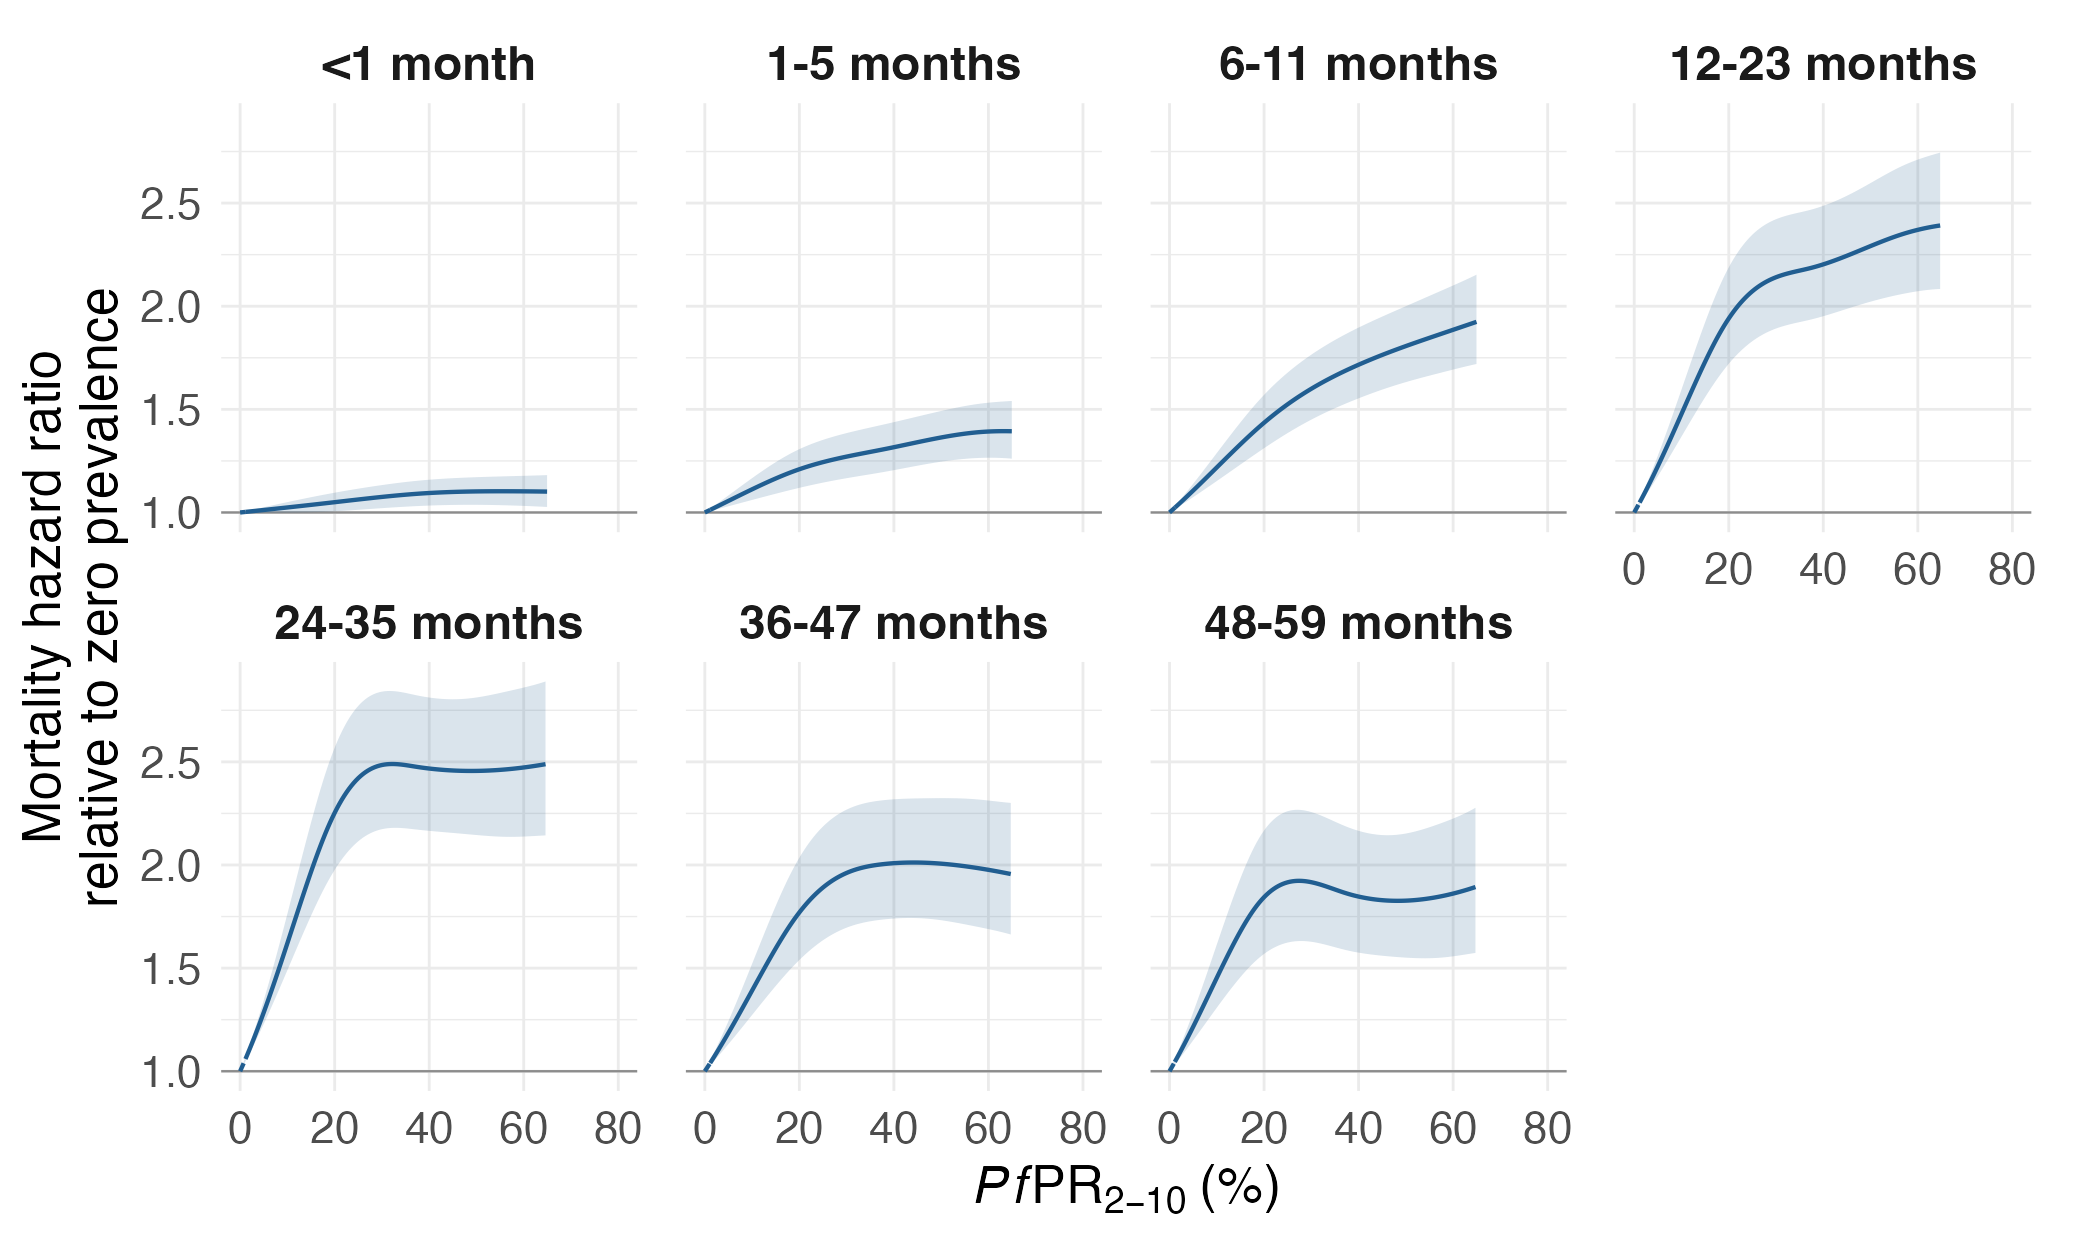 <1 month
1-5 months
6-11 months
12-23 months
2.5
2.0
1.5
1.0
0 20 40 60 80
24-35 months
36-47 months
48-59 months
2.5
2.0
1.5
1.0
0 20 40 60 80
0 20 40 60 80
0 20 40 60 80
Mortality hazard ratio
relative to zero prevalence
PfPR2−10 (%)